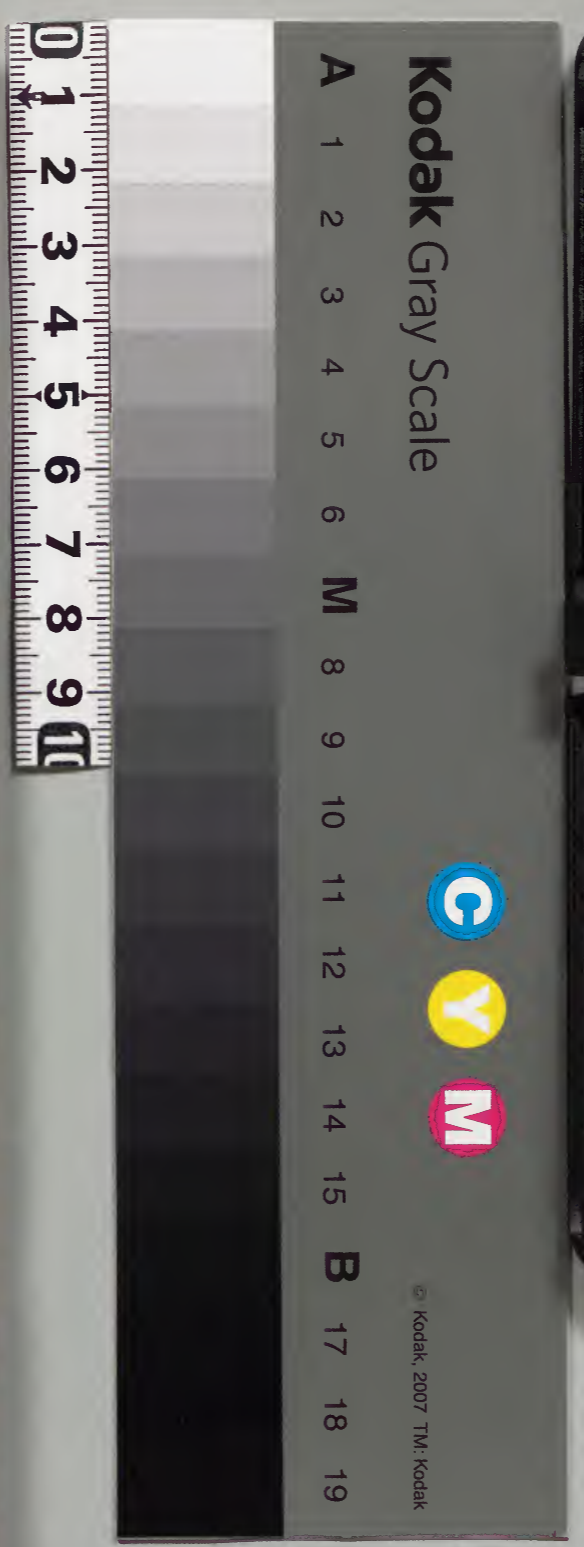 Kodak Gray Scale
C Y M
© Kodak, 2007 TM: Kodak
A 1 2 3 4 5 6 M 8 9 10 11 12 13 14 15 B 17 18 19
0 1 2 3 4 5 6 7 8 9 10